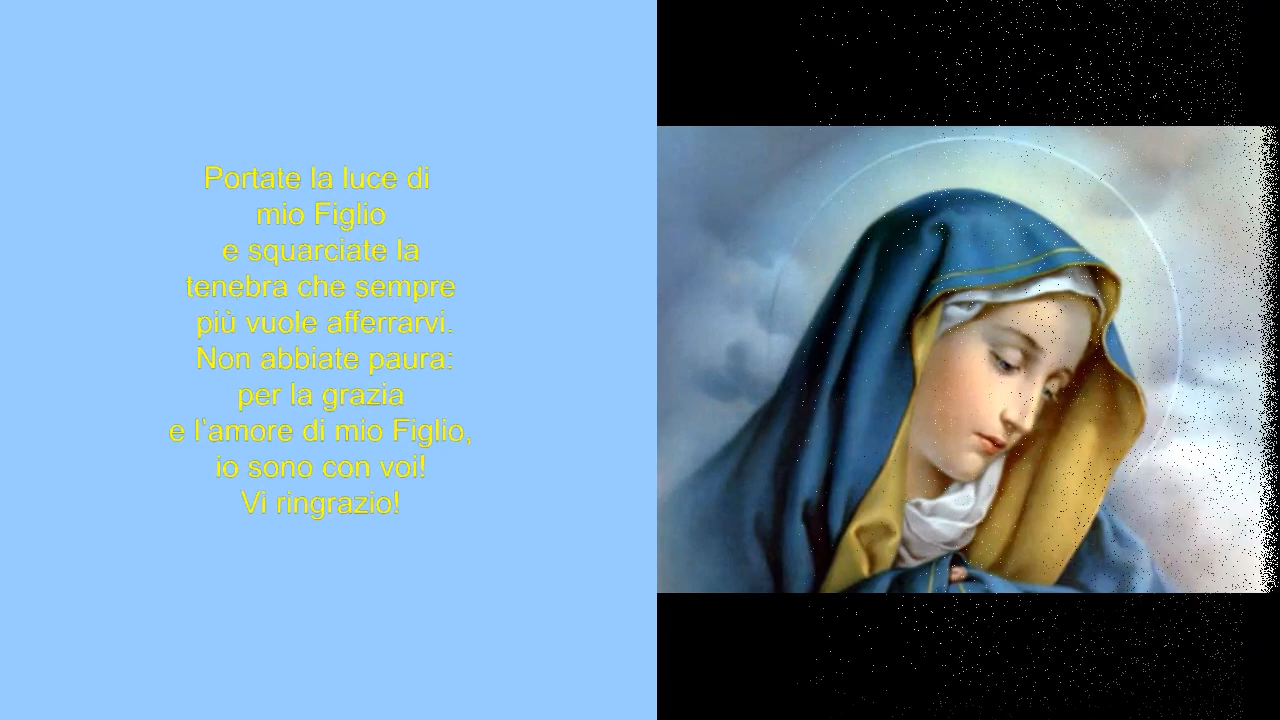 Portate la luce di
mio Figlio
e squarciate la
tenebra che sempre
più vuole afferrarvi.
Non abbiate paura:
per la grazia
e l'amore di mio Figlio,
io sono con voi!
Vi ringrazio!